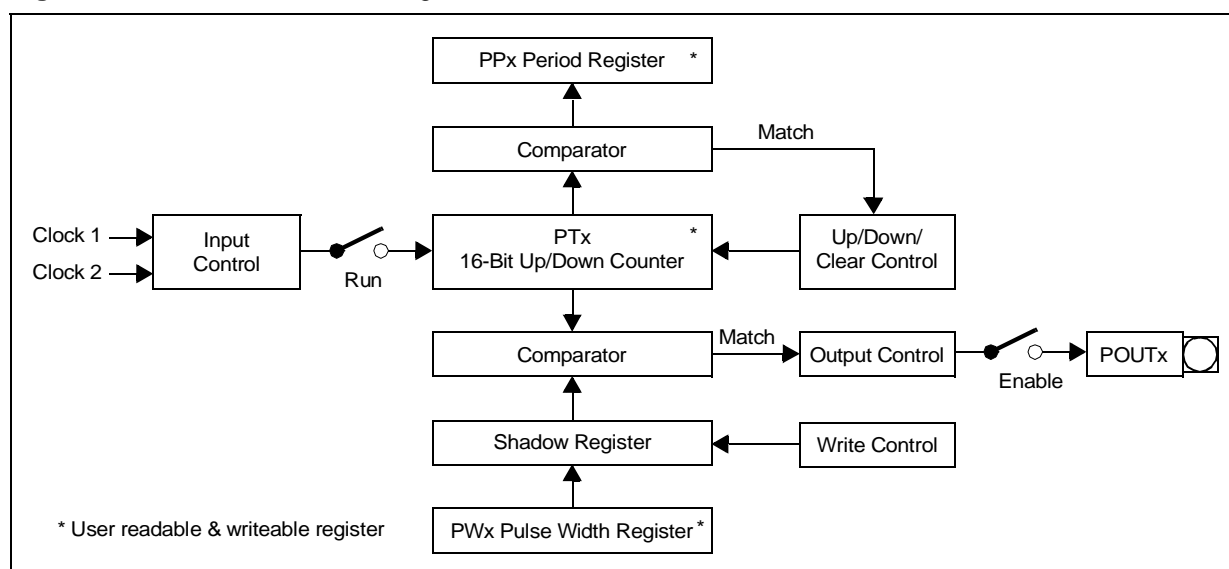 PPx Period Register *
Comparator
Match
Clock 1
Clock 2
Input
Control
Run
PTx *
16-Bit Up/Down Counter
Up/Down/
Clear Control
Comparator
Match
Output Control
Enable
POUTx
Shadow Register
Write Control
* User readable & writeable register
PWx Pulse Width Register *